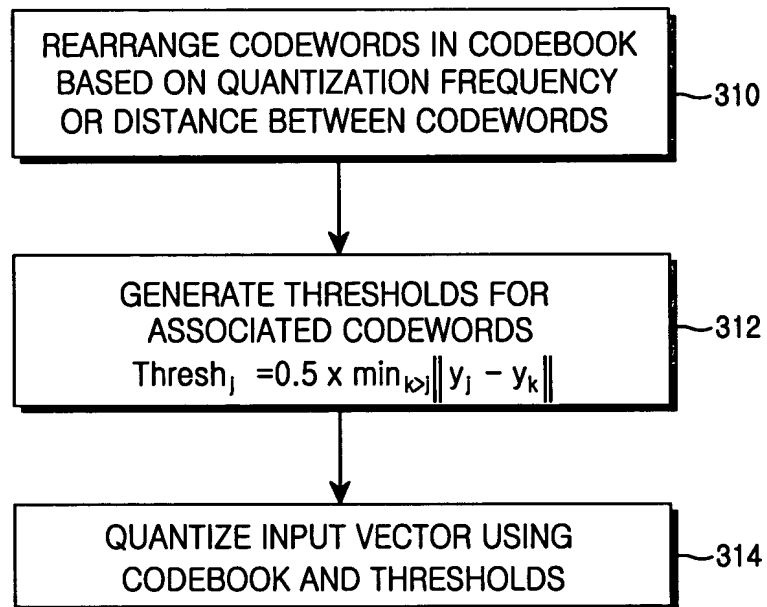 REARRANGE CODEWORDS IN CODEBOOK
BASED ON QUANTIZATION FREQUENCY
OR DISTANCE BETWEEN CODEWORDS
310
GENERATE THRESHOLDS FOR
ASSOCIATED CODEWORDS
Thresh_j =0.5 x min_{k>j}‖y_j – y_k‖
312
QUANTIZE INPUT VECTOR USING
CODEBOOK AND THRESHOLDS
314